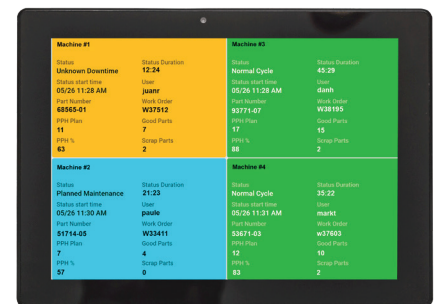 Machine #1
Status Status Duration
Unknown Downtime 12:24
Status start time User
05/26 11:28 AM juanr
Part Number Work Order
68565-01 W37512
PPH Plan Good Parts
11 7
PPH % Scrap Parts
63 2
Machine #3
Status Status Duration
Normal Cycle 45:29
Status start time User
05/26 11:28 AM danh
Part Number Work Order
93771-07 W38195
PPH Plan Good Parts
17 15
PPH % Scrap Parts
88 2
Machine #2
Status Status Duration
Planned Maintenance 21:23
Status start time User
05/26 11:30 AM paule
Part Number Work Order
51714-05 W33411
PPH Plan Good Parts
7 4
PPH % Scrap Parts
57 0
Machine #4
Status Status Duration
Normal Cycle 35:22
Status start time User
05/26 11:31 AM markt
Part Number Work Order
53671-03 w37603
PPH Plan Good Parts
12 10
PPH % Scrap Parts
83 2